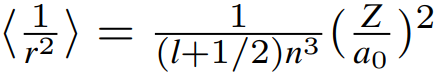 ⟨1/r²⟩ = 1/((l+1/2)n³) (Z/a₀)²